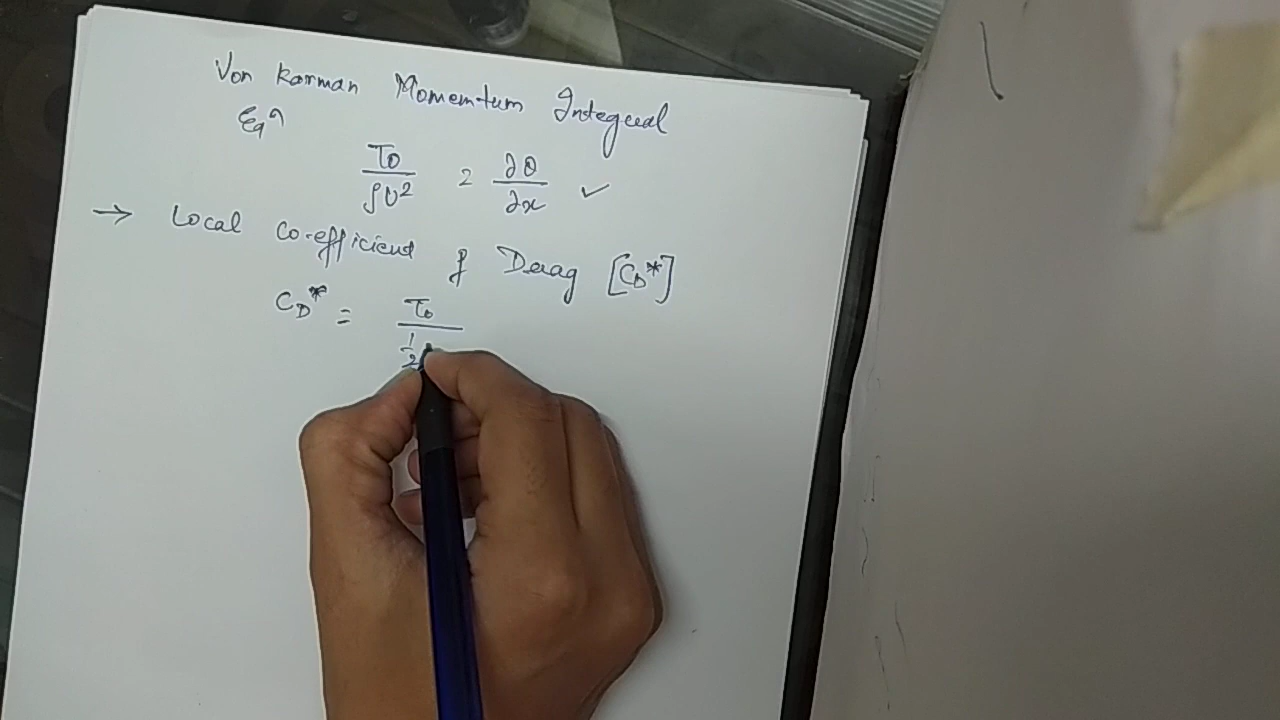 Von Karman Momentum Integral
Eqn
τ0/ρU² = ∂θ/∂x ✓
→ Local Co-efficient of Drag [CD*]
CD* = τ0/½